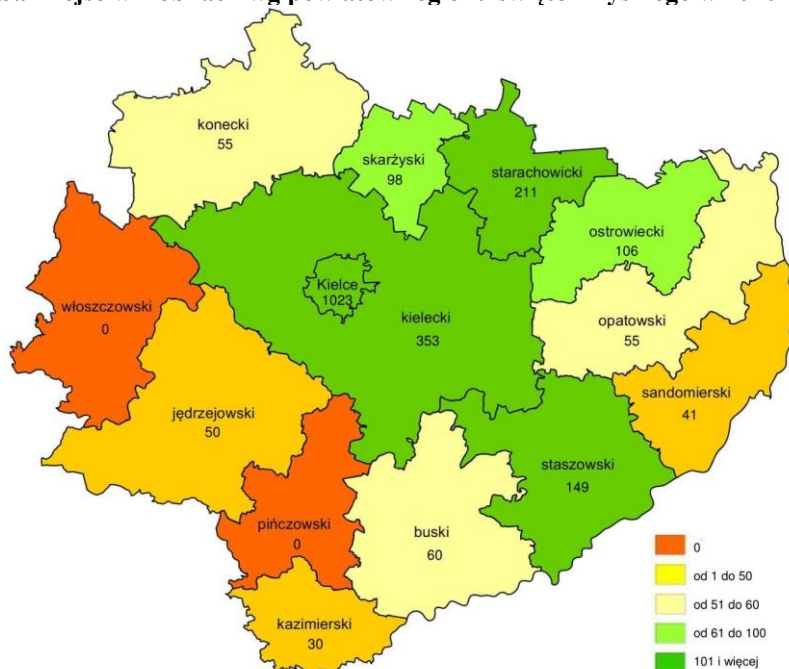 konecki
55
skarżyski
98
starachowicki
211
ostrowiecki
106
Kielce
1023
włoszczowski
0
kielecki
353
opatowski
55
sandomierski
41
jędrzejowski
50
staszowski
149
pińczowski
0
buski
60
kazimierski
30
0
od 1 do 50
od 51 do 60
od 61 do 100
101 i więcej